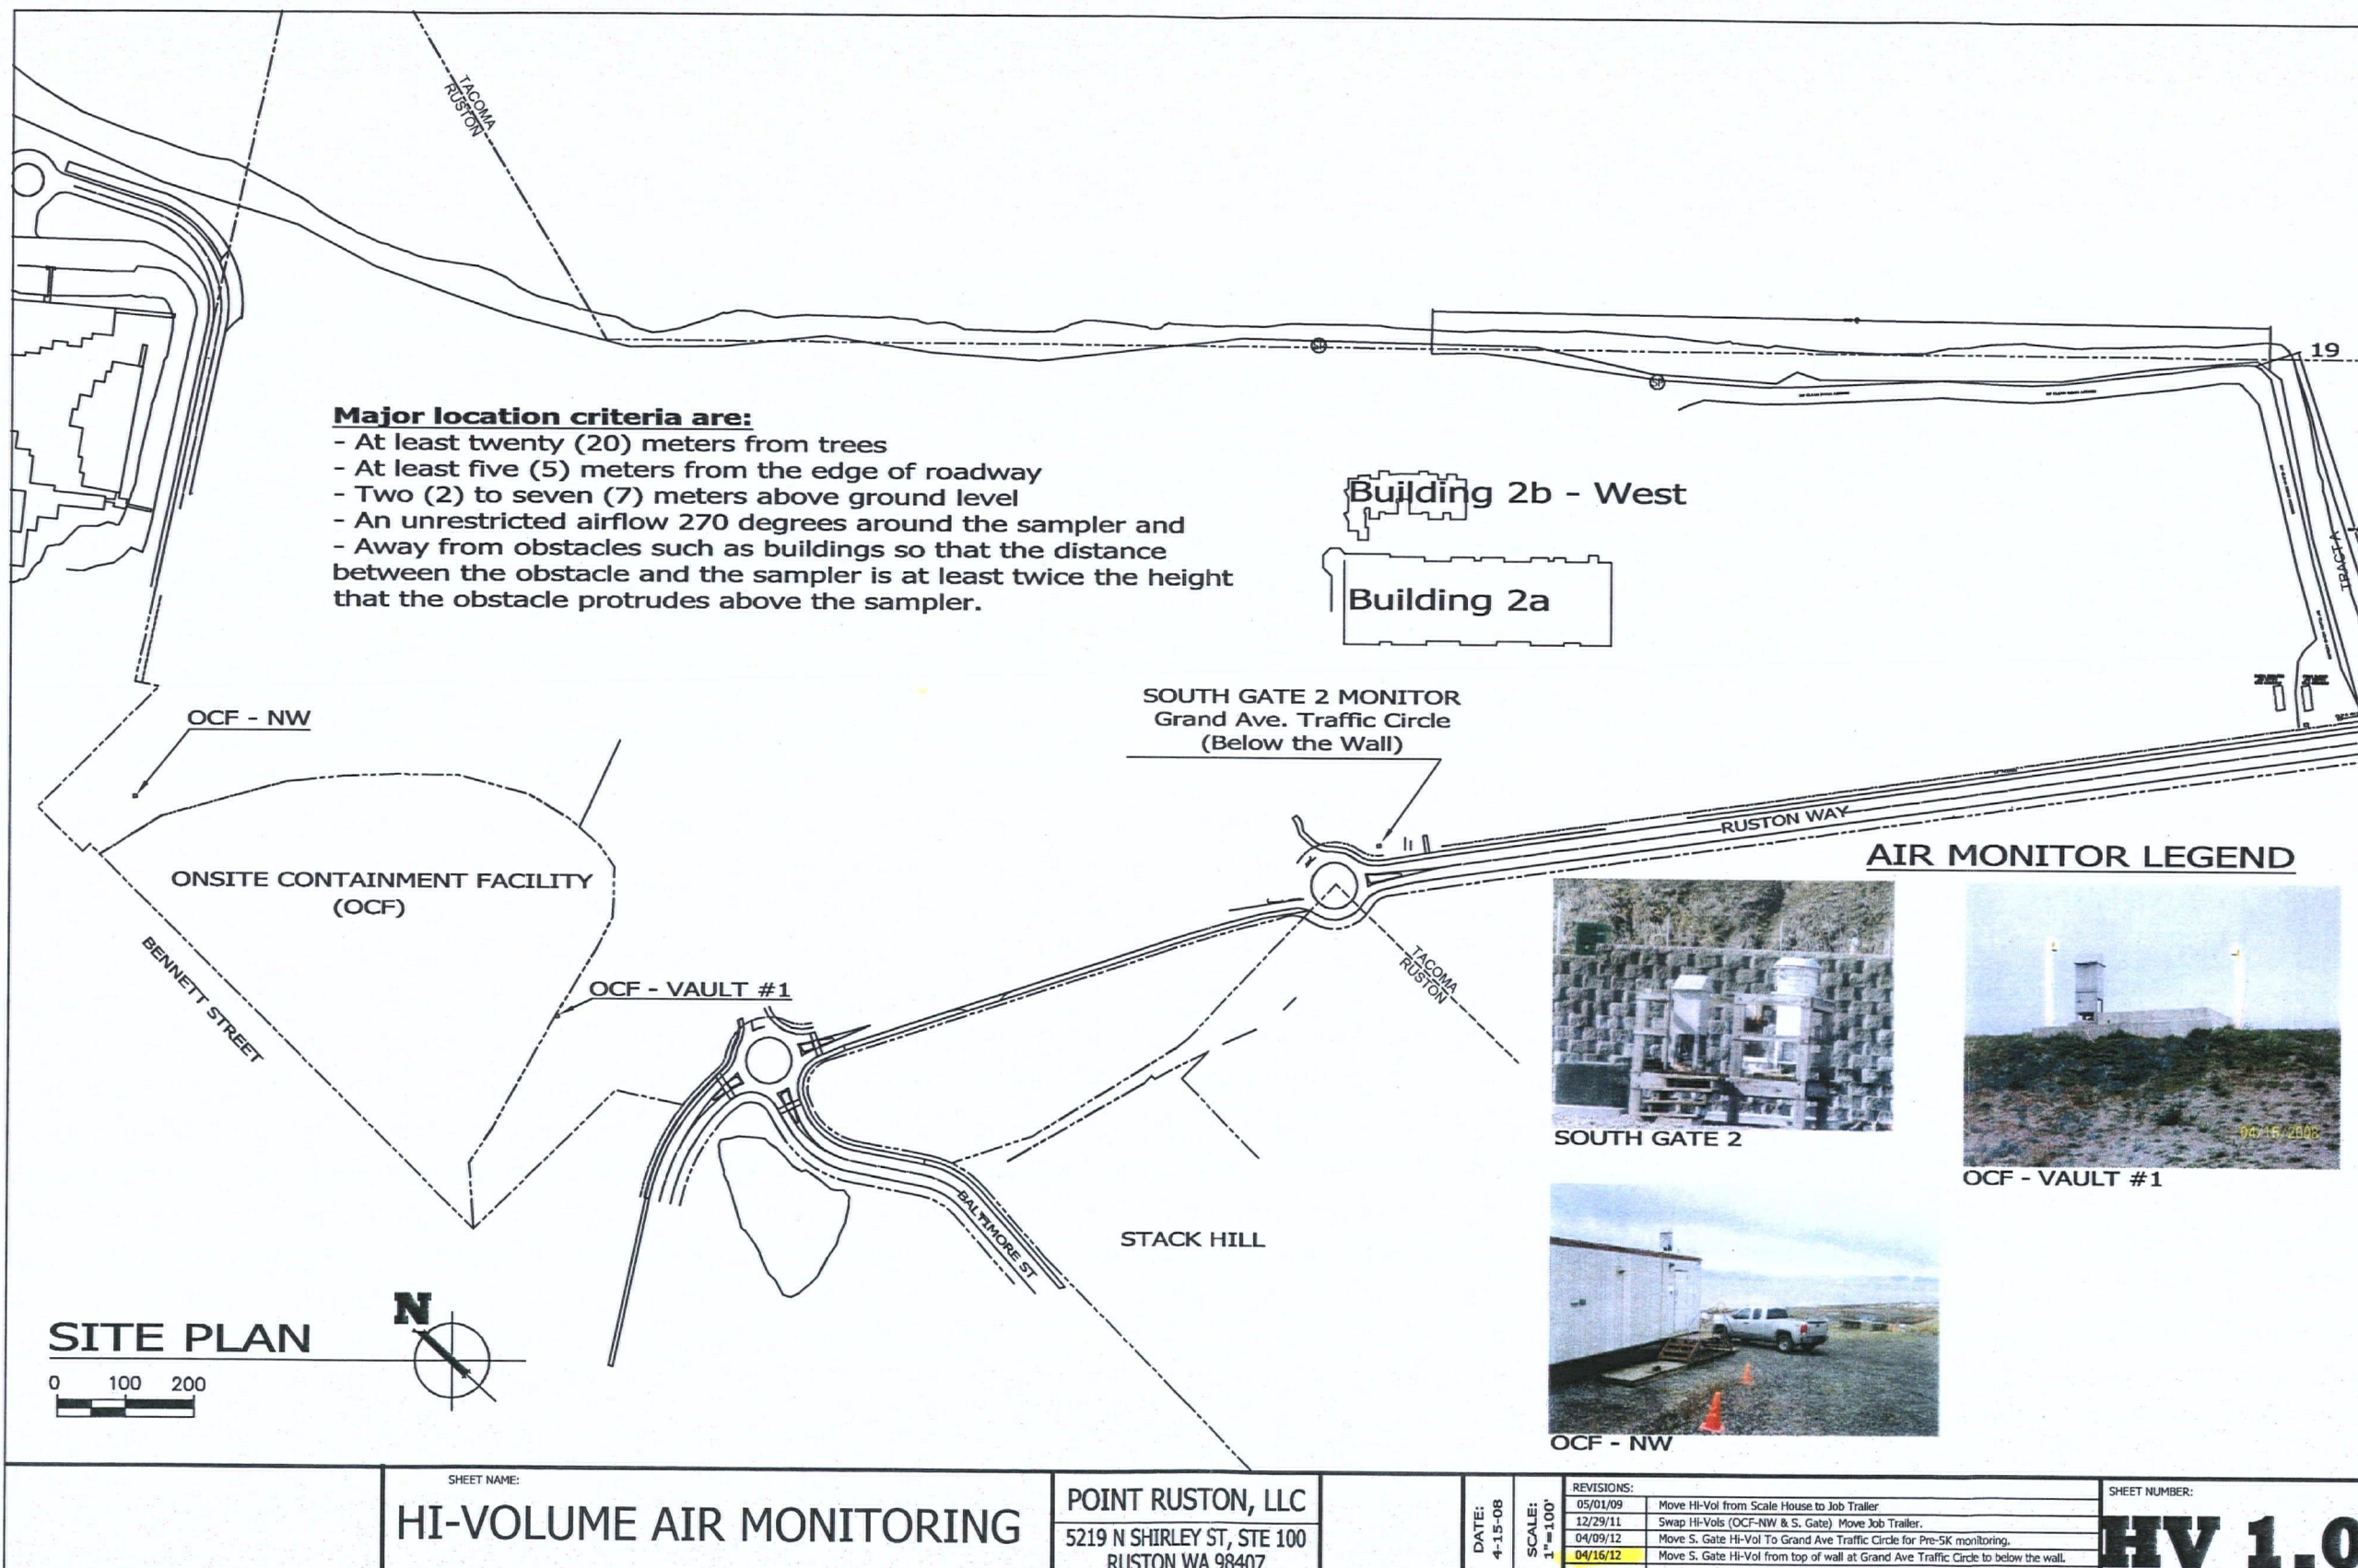 TACOMA
RUSTON
19
Major location criteria are:
- At least twenty (20) meters from trees
- At least five (5) meters from the edge of roadway
- Two (2) to seven (7) meters above ground level
- An unrestricted airflow 270 degrees around the sampler and
- Away from obstacles such as buildings so that the distance
between the obstacle and the sampler is at least twice the height
that the obstacle protrudes above the sampler.
Building 2b - West
Building 2a
TRACT A
OCF - NW
SOUTH GATE 2 MONITOR
Grand Ave. Traffic Circle
(Below the Wall)
RUSTON WAY
ONSITE CONTAINMENT FACILITY
(OCF)
BENNETT STREET
OCF - VAULT #1
TACOMA
RUSTON
BALTIMORE ST
STACK HILL
AIR MONITOR LEGEND
SOUTH GATE 2
04/15/2008
OCF - VAULT #1
OCF - NW
N
SITE PLAN
0 100 200
SHEET NAME:
HI-VOLUME AIR MONITORING
POINT RUSTON, LLC
5219 N SHIRLEY ST, STE 100
RUSTON WA 98407
DATE:
4-15-08
SCALE:
1"=100'
REVISIONS:
05/01/09 Move Hi-Vol from Scale House to Job Trailer
12/29/11 Swap Hi-Vols (OCF-NW & S. Gate) Move Job Trailer.
04/09/12 Move S. Gate Hi-Vol To Grand Ave Traffic Circle for Pre-5K monitoring.
04/16/12 Move S. Gate Hi-Vol from top of wall at Grand Ave Traffic Circle to below the wall.
SHEET NUMBER:
HV 1.0